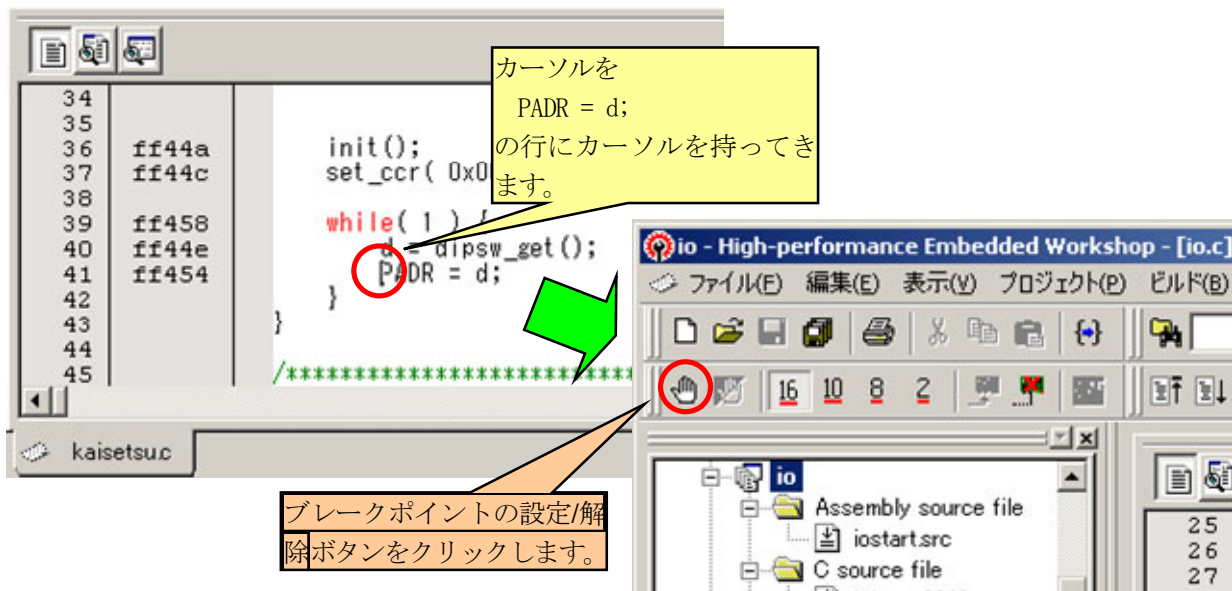 カーソルを
PADR = d;
の行にカーソルを持ってき
ます。
34
35
36 ff44a init();
37 ff44c set_ccr( 0x0
38
39 ff458 while( 1 ) {
40 ff44e d = dipsw_get();
41 ff454 PADR = d;
42 }
43 }
44
45 /****************************
kaisetsu.c
io - High-performance Embedded Workshop - [io.c]
ファイル(F) 編集(E) 表示(V) プロジェクト(P) ビルド(B)
16 10 8 2
io
Assembly source file
iostart.src
C source file
25
26
27
ブレークポイントの設定/解
除ボタンをクリックします。